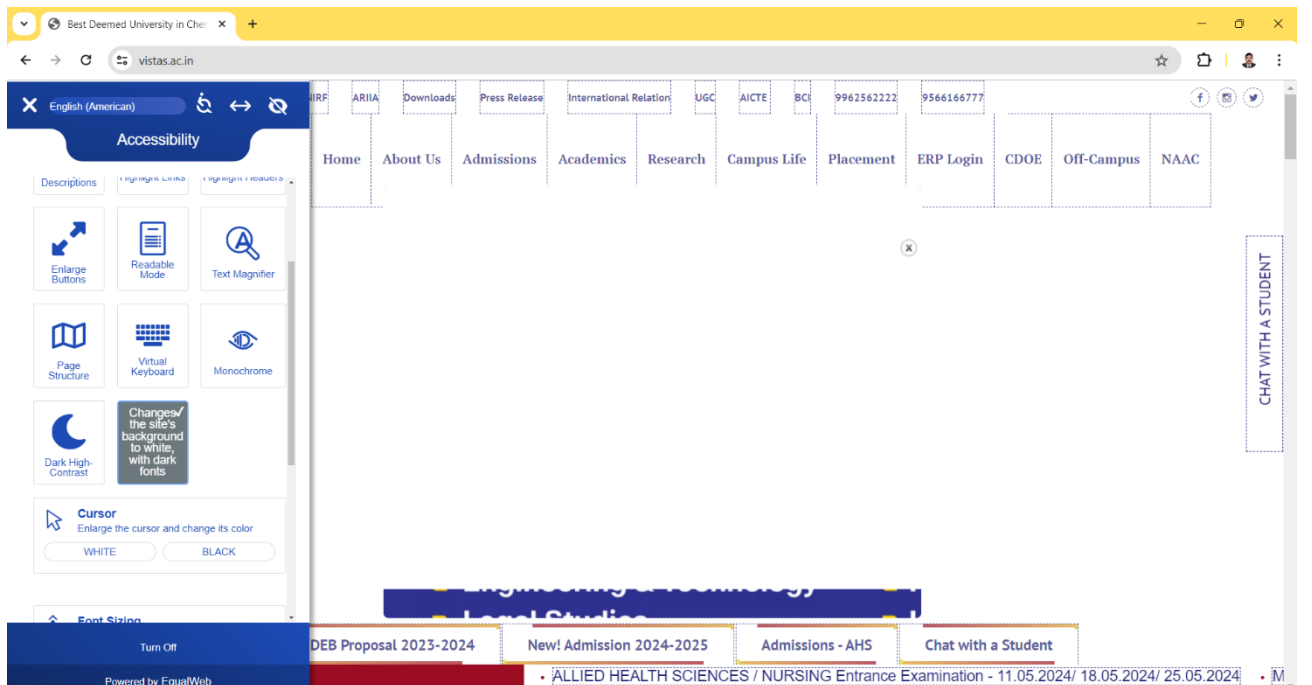 Best Deemed University in Cher
vistas.ac.in
English (American)
Accessibility
Descriptions
Highlight Links
Highlight Headers
Enlarge
Buttons
Readable
Mode
Text Magnifier
Page
Structure
Virtual
Keyboard
Monochrome
Dark High-
Contrast
Changes
the site's
background
to white,
with dark
fonts
Cursor
Enlarge the cursor and change its color
WHITE BLACK
Font Sizing
Turn Off
Powered by EqualWeb
NIRF ARIIA Downloads Press Release International Relation UGC AICTE BCI 9962562222 9566166777
Home About Us Admissions Academics Research Campus Life Placement ERP Login CDOE Off-Campus NAAC
x
CHAT WITH A STUDENT
Engineering & Technology
Legal Studies
DEB Proposal 2023-2024 New! Admission 2024-2025 Admissions - AHS Chat with a Student
• ALLIED HEALTH SCIENCES / NURSING Entrance Examination - 11.05.2024/ 18.05.2024/ 25.05.2024 • M